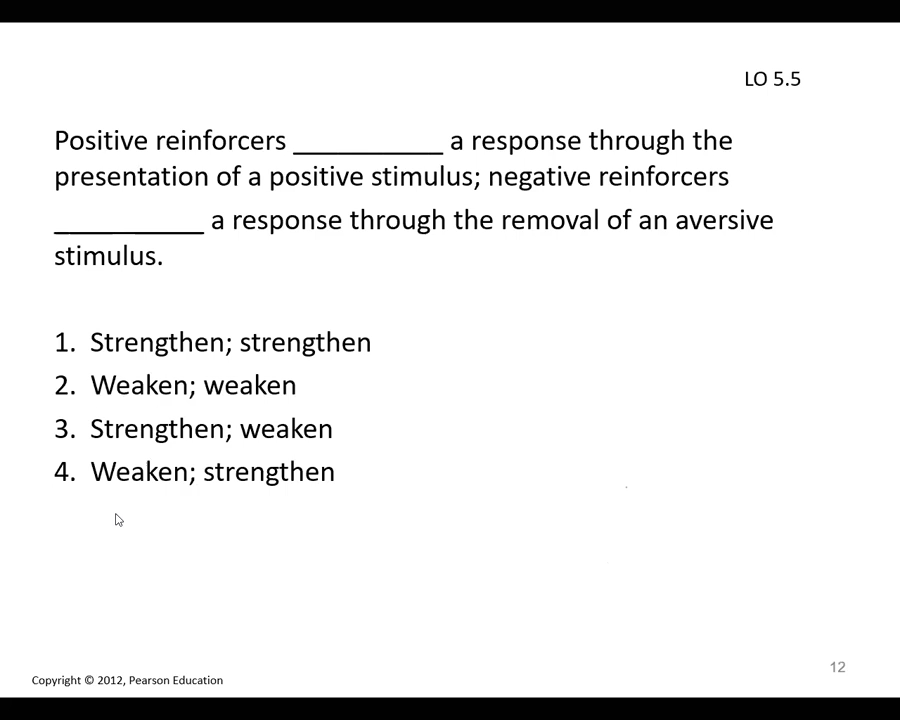 LO 5.5
Positive reinforcers __________ a response through the
presentation of a positive stimulus; negative reinforcers
__________ a response through the removal of an aversive
stimulus.
1. Strengthen; strengthen
2. Weaken; weaken
3. Strengthen; weaken
4. Weaken; strengthen
12
Copyright © 2012, Pearson Education